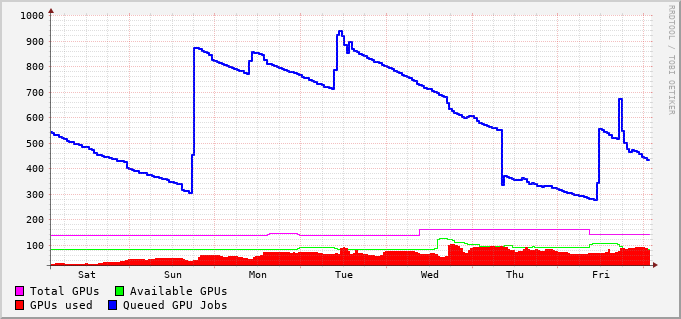 1000
900
800
700
600
500
400
300
200
100
Sat Sun Mon Tue Wed Thu Fri
Total GPUs Available GPUs
GPUs used Queued GPU Jobs
RRDTOOL / TOBI OETIKER